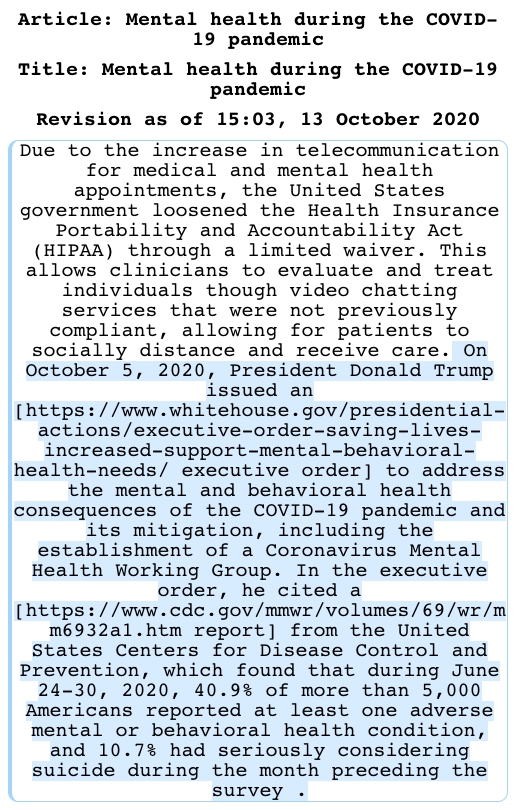 Article: Mental health during the COVID-
19 pandemic
Title: Mental health during the COVID-19
pandemic
Revision as of 15:03, 13 October 2020
Due to the increase in telecommunication
for medical and mental health
appointments, the United States
government loosened the Health Insurance
Portability and Accountability Act
(HIPAA) through a limited waiver. This
allows clinicians to evaluate and treat
individuals though video chatting
services that were not previously
compliant, allowing for patients to
socially distance and receive care. On
October 5, 2020, President Donald Trump
issued an
[https://www.whitehouse.gov/presidential-
actions/executive-order-saving-lives-
increased-support-mental-behavioral-
health-needs/ executive order] to address
the mental and behavioral health
consequences of the COVID-19 pandemic and
its mitigation, including the
establishment of a Coronavirus Mental
Health Working Group. In the executive
order, he cited a
[https://www.cdc.gov/mmwr/volumes/69/wr/m
m6932a1.htm report] from the United
States Centers for Disease Control and
Prevention, which found that during June
24-30, 2020, 40.9% of more than 5,000
Americans reported at least one adverse
mental or behavioral health condition,
and 10.7% had seriously considering
suicide during the month preceding the
survey .